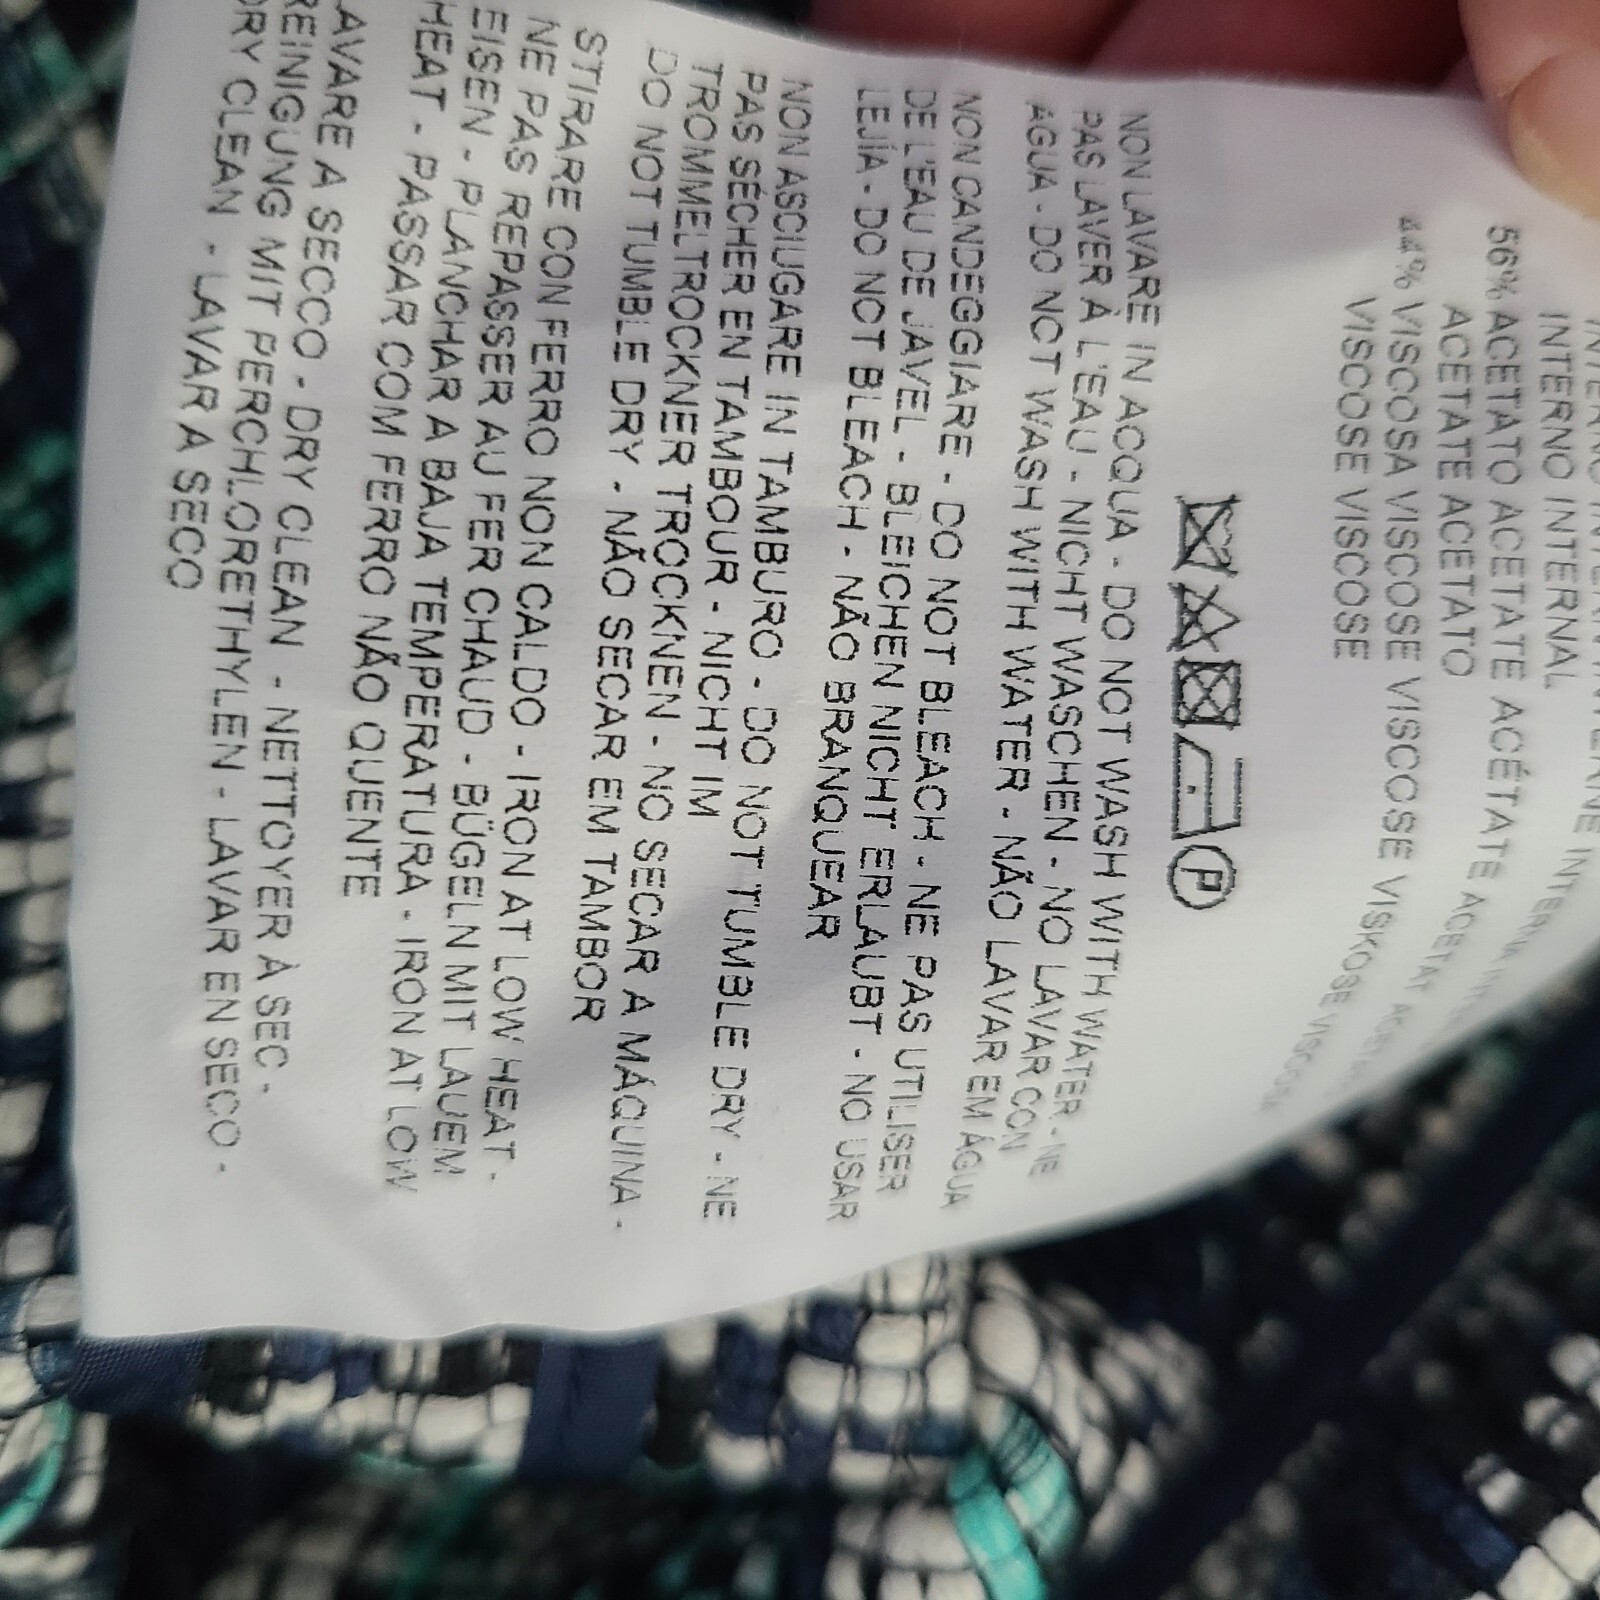 INTERNO INTERNAL
56% ACETATO ACETATE ACÉTATE ACETAT
ACETATE ACETATO
44% VISCOSA VISCOSE VISCOSE VISKOSE VISCOSA
VISCOSE VISCOSE
P
NON LAVARE IN ACQUA - DO NOT WASH WITH WATER - NE
PAS LAVER À L'EAU - NICHT WASCHEN - NO LAVAR CON
AGUA - DO NOT WASH WITH WATER - NÃO LAVAR EM ÁGUA
NON CANDEGGIARE - DO NOT BLEACH - NE PAS UTILISER
DE L'EAU DE JAVEL - BLEICHEN NICHT ERLAUBT - NO USAR
LEJÍA - DO NOT BLEACH - NÃO BRANQUEAR
NON ASCIUGARE IN TAMBURO - DO NOT TUMBLE DRY - NE
PAS SÉCHER EN TAMBOUR - NICHT IM
TROMMELTROCKNER TROCKNEN - NO SECAR A MÁQUINA -
DO NOT TUMBLE DRY - NÃO SECAR EM TAMBOR
STIRARE CON FERRO NON CALDO - IRON AT LOW HEAT -
NE PAS REPASSER AU FER CHAUD - BÜGELN MIT LAUEM
EISEN - PLANCHAR A BAJA TEMPERATURA - IRON AT LOW
HEAT - PASSAR COM FERRO NÃO QUENTE
LAVARE A SECCO - DRY CLEAN - NETTOYER À SEC -
REINIGUNG MIT PERCHLORETHYLEN - LAVAR EN SECO -
DRY CLEAN - LAVAR A SECO